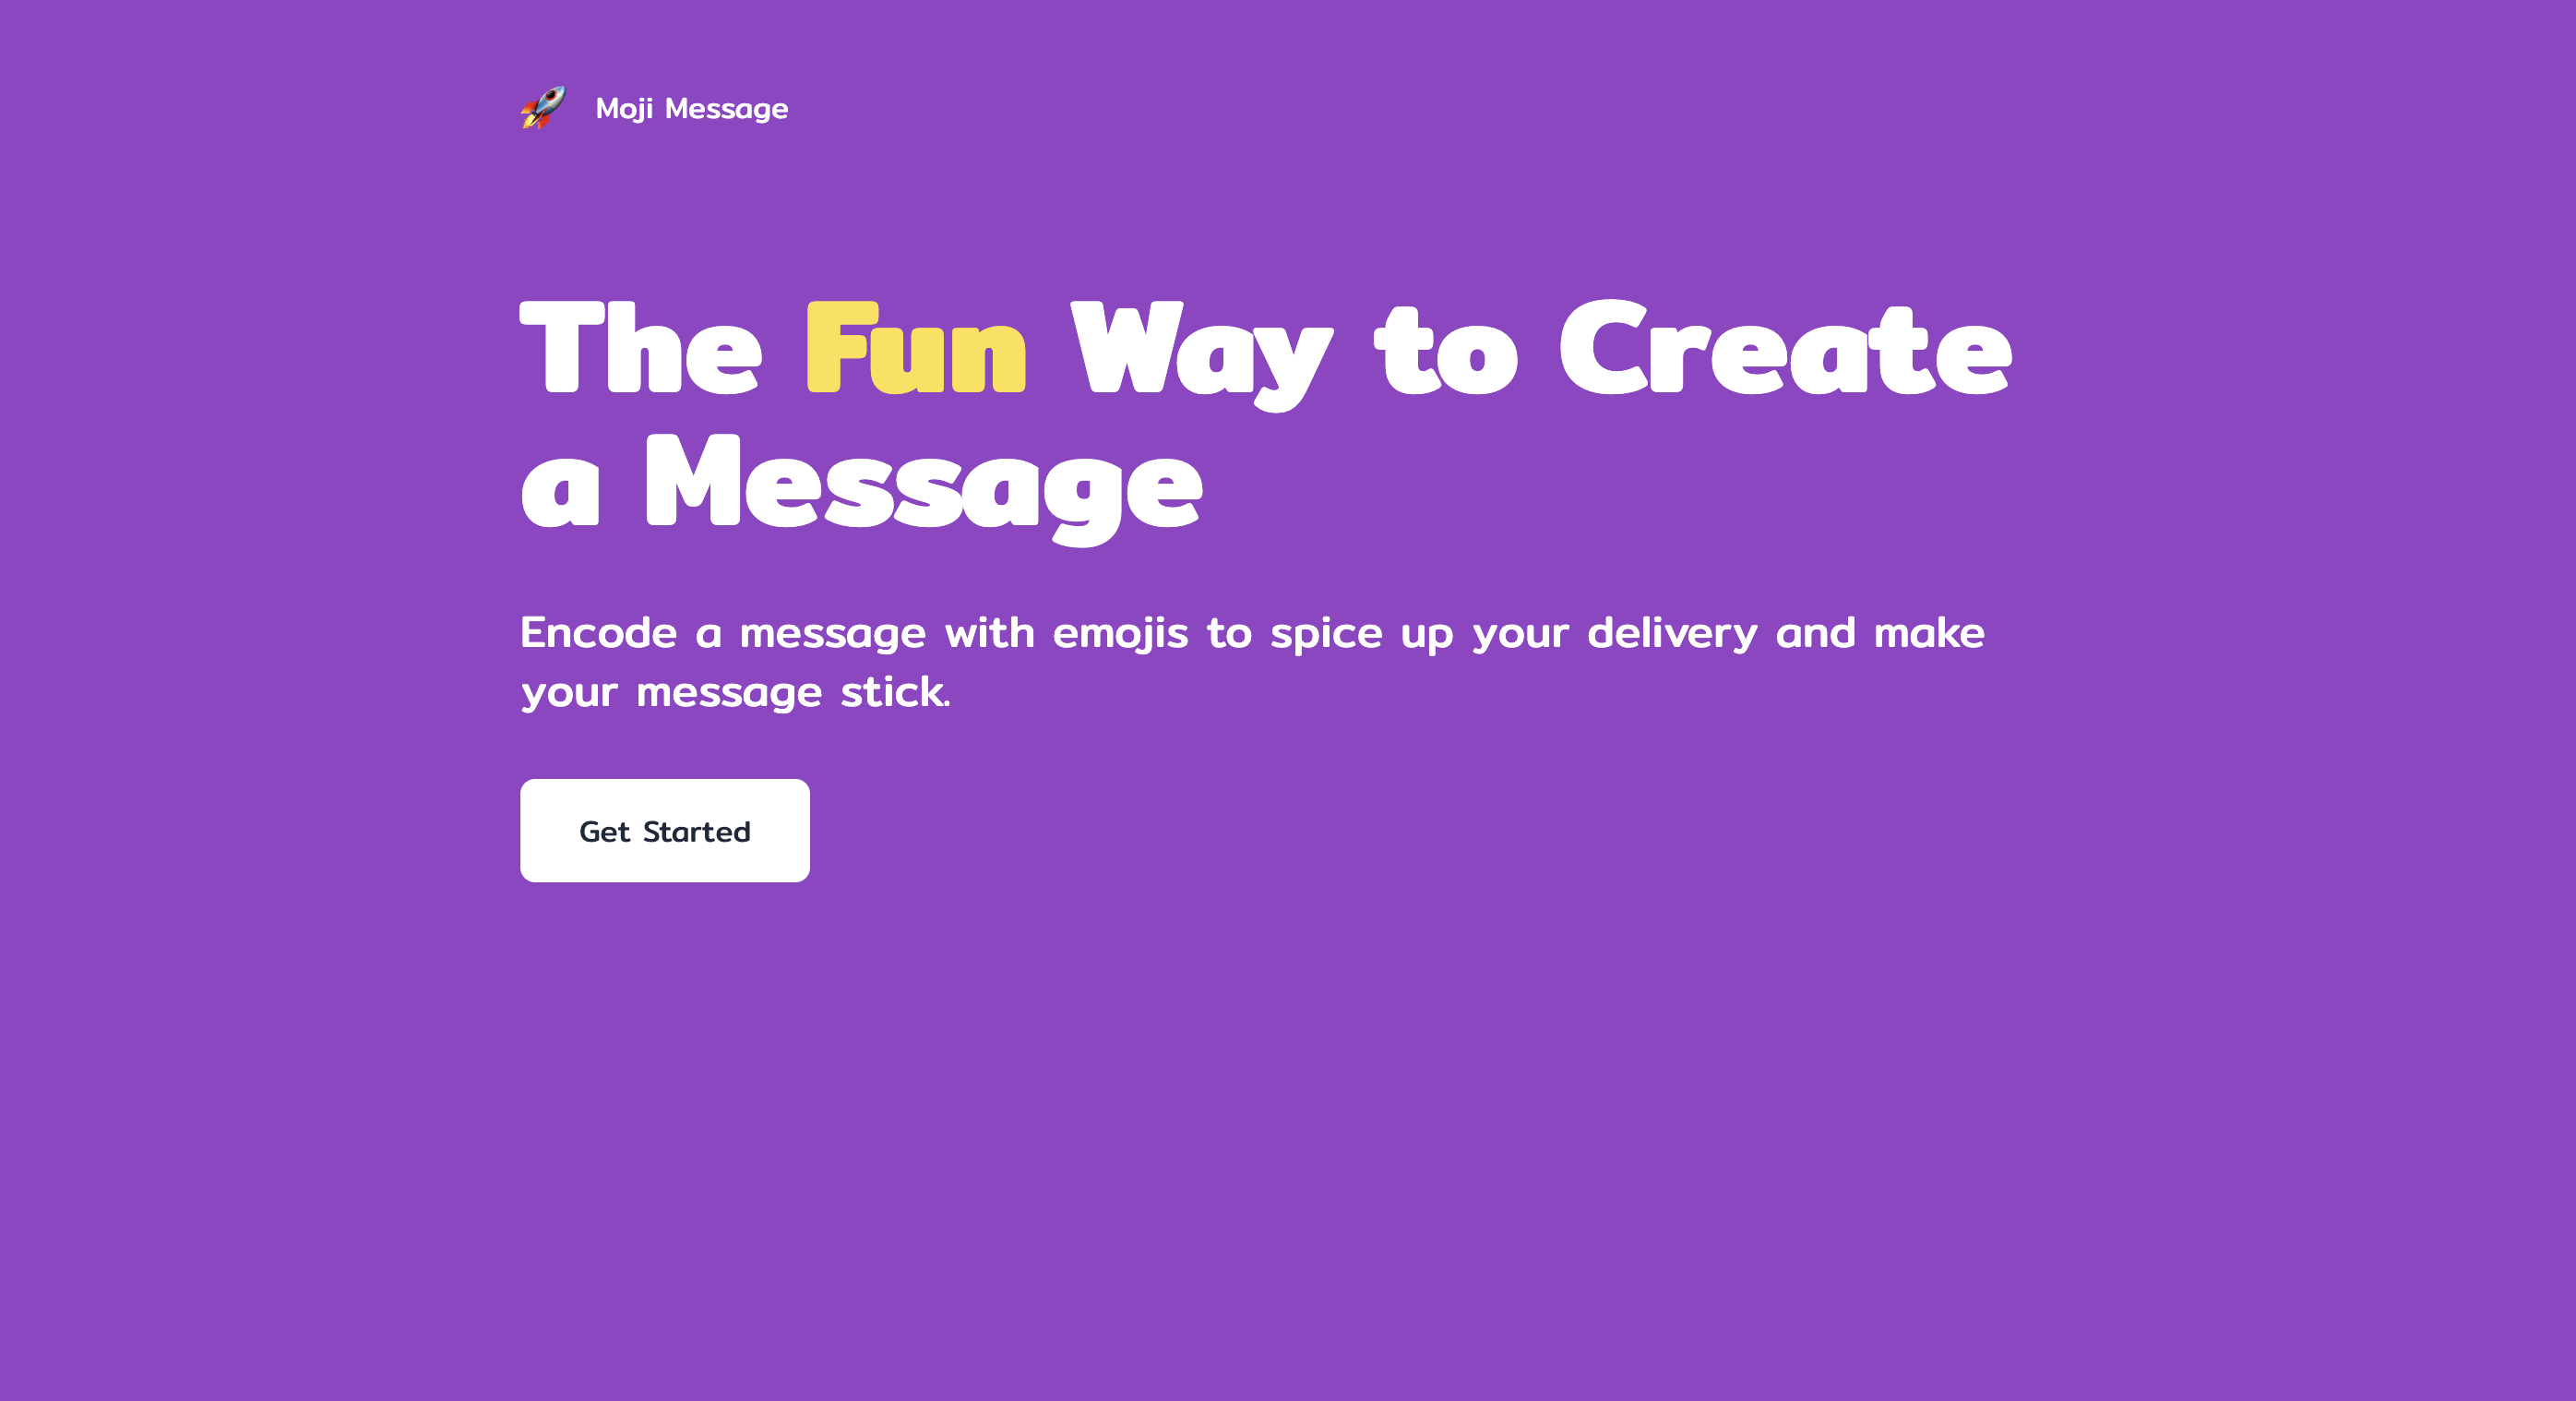 Moji Message
The Fun Way to Create
a Message
Encode a message with emojis to spice up your delivery and make
your message stick.
Get Started